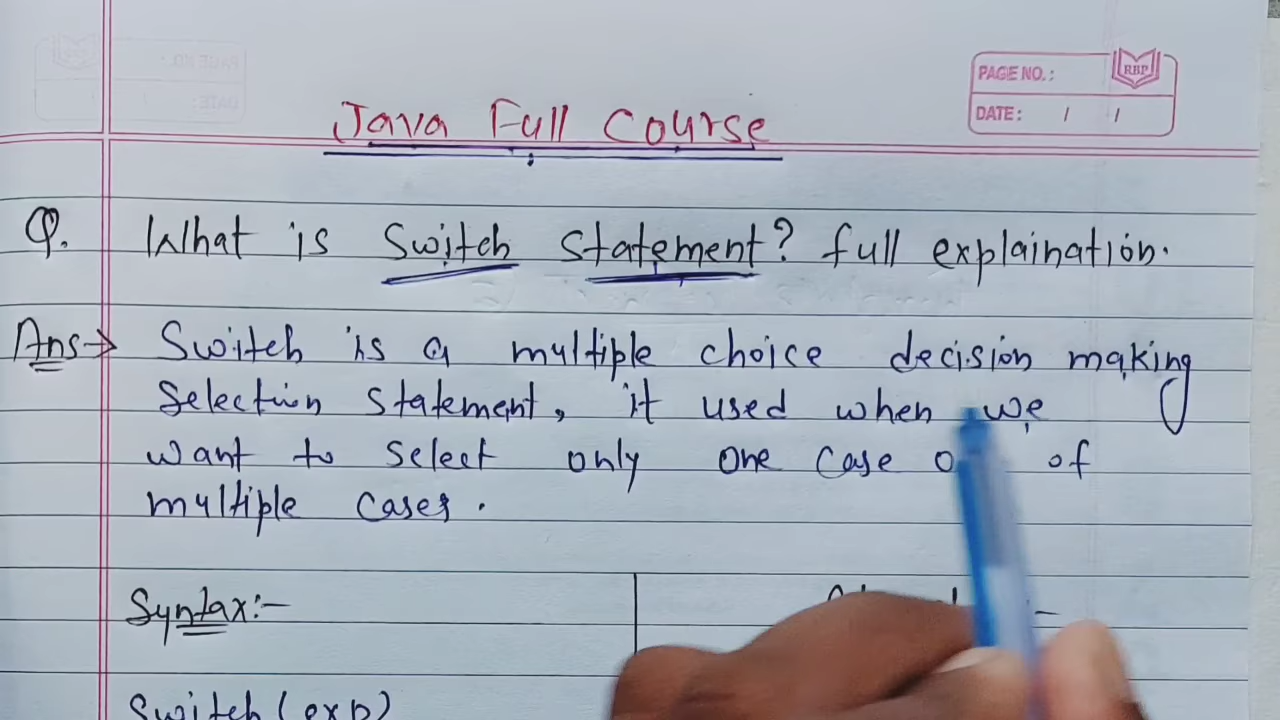 PAGE NO.:
RBP
DATE: / /
Java Full Course
Q. What is Switch Statement? full explaination.
Ans→ Switch is a multiple choice decision making
Selection statement, it used when we
want to select only one case of
multiple cases.
Syntax:-
Switch (exp)